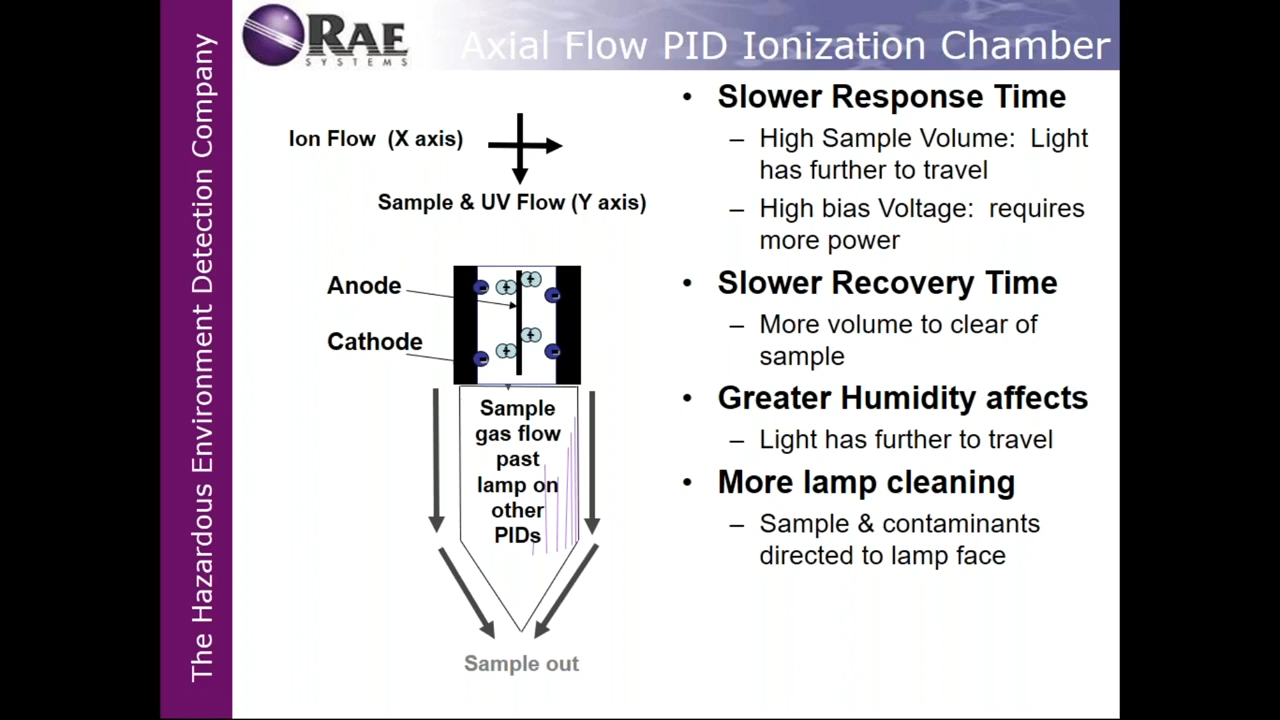 The Hazardous Environment Detection Company
RAE
SYSTEMS
Axial Flow PID Ionization Chamber
Ion Flow (X axis)
Sample & UV Flow (Y axis)
Anode
Cathode
+
+
+
+
-
-
-
-
Sample
gas flow
past
lamp on
other
PIDs
Sample out
• Slower Response Time
– High Sample Volume: Light
has further to travel
– High bias Voltage: requires
more power
• Slower Recovery Time
– More volume to clear of
sample
• Greater Humidity affects
– Light has further to travel
• More lamp cleaning
– Sample & contaminants
directed to lamp face